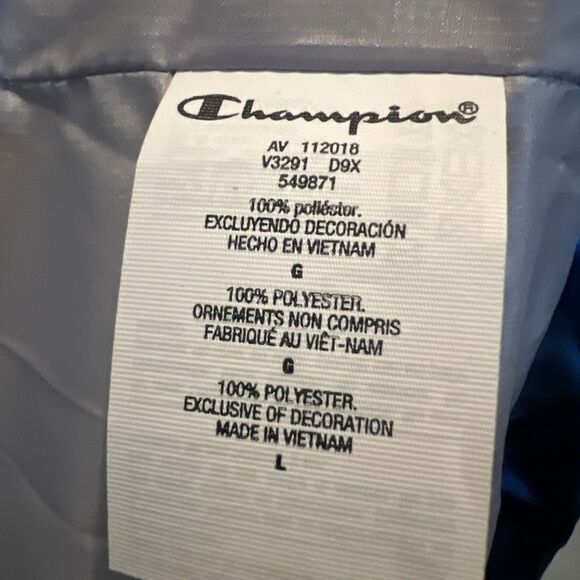 Champion®
AV 112018
V3291 D9X
549871
100% poliéster.
EXCLUYENDO DECORACIÓN
HECHO EN VIETNAM
G
100% POLYESTER.
ORNEMENTS NON COMPRIS
FABRIQUÉ AU VIÊT-NAM
G
100% POLYESTER.
EXCLUSIVE OF DECORATION
MADE IN VIETNAM
L